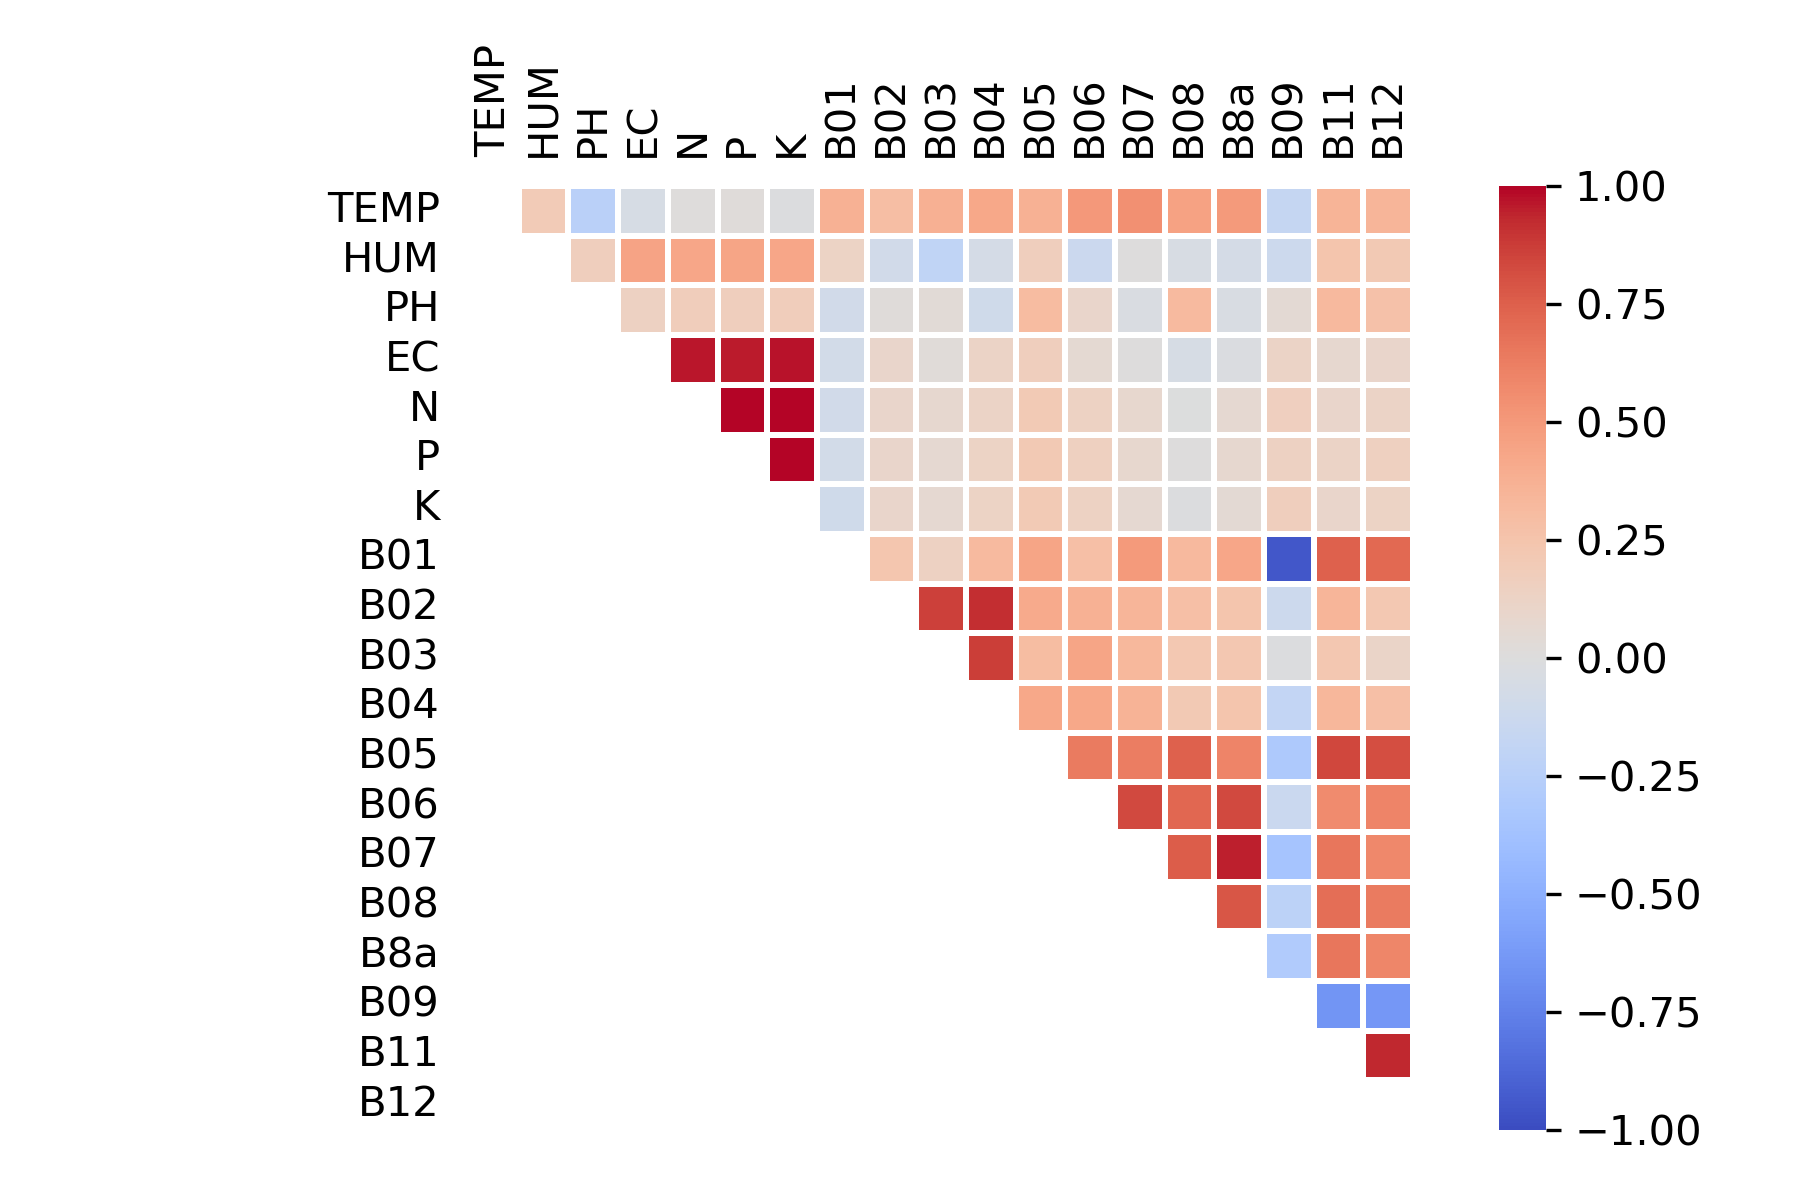 TEMP HUM PH EC N P K B01 B02 B03 B04 B05 B06 B07 B08 B8a B09 B11 B12
TEMP
HUM
PH
EC
N
P
K
B01
B02
B03
B04
B05
B06
B07
B08
B8a
B09
B11
B12
1.00
0.75
0.50
0.25
0.00
−0.25
−0.50
−0.75
−1.00